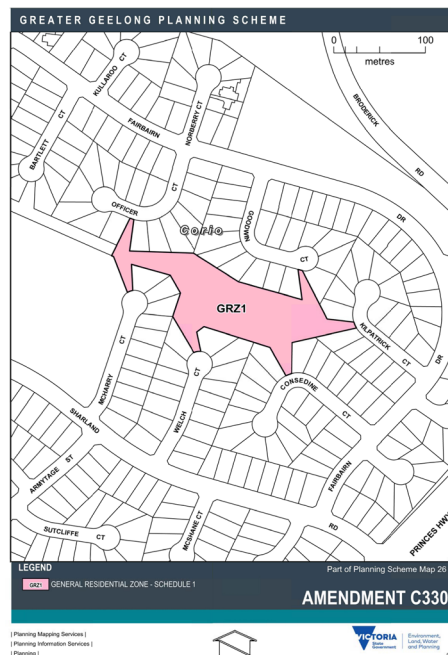 GREATER GEELONG PLANNING SCHEME
0 100
metres
KULLAROO CT
BARTLETT CT
FAIRBAIRN
NORBERRY CT
BRODERICK RD
OFFICER CT
Corio
GOODWIN CT
DR
GRZ1
KILPATRICK CT
DR
MCHARRY CT
WELCH CT
CONSEDINE CT
SHARLAND
ARMYTAGE ST
FAIRBAIRN
SUTCLIFFE CT
MCSHANE CT
RD
PRINCES HWY
LEGEND
Part of Planning Scheme Map 26
GRZ1 GENERAL RESIDENTIAL ZONE - SCHEDULE 1
AMENDMENT C330
| Planning Mapping Services |
| Planning Information Services |
| Planning |
VICTORIA
State
Government
Environment,
Land, Water
and Planning